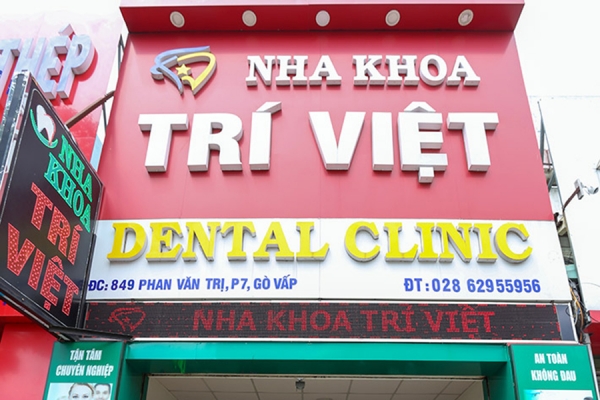 THÉP
NHA KHOA
TRÍ VIỆT
DENTAL CLINIC
ĐC: 849 PHAN VĂN TRỊ, P7, GÒ VẤP
ĐT: 028 62955956
NHA KHOA TRÍ VIỆT
NHA
KHOA
TRÍ
VIỆT
TẬN TÂM
CHUYÊN NGHIỆP
AN TOÀN
KHÔNG ĐAU